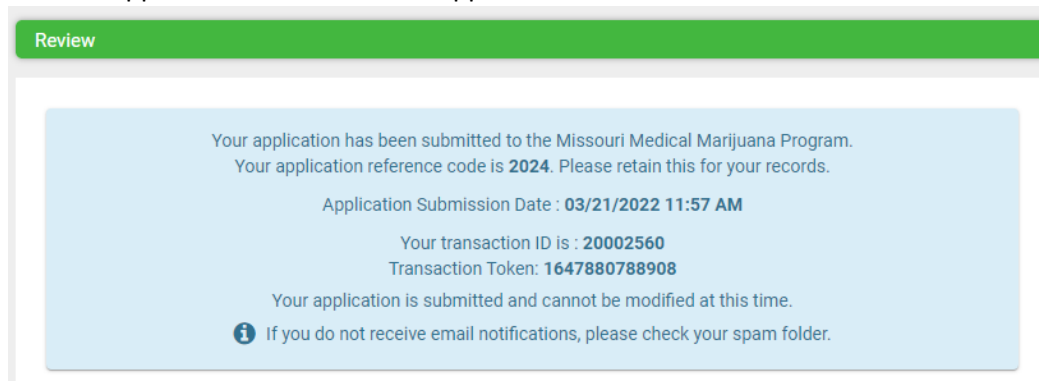 Review
Your application has been submitted to the Missouri Medical Marijuana Program.
Your application reference code is 2024. Please retain this for your records.
Application Submission Date : 03/21/2022 11:57 AM
Your transaction ID is : 20002560
Transaction Token: 1647880788908
Your application is submitted and cannot be modified at this time.
If you do not receive email notifications, please check your spam folder.